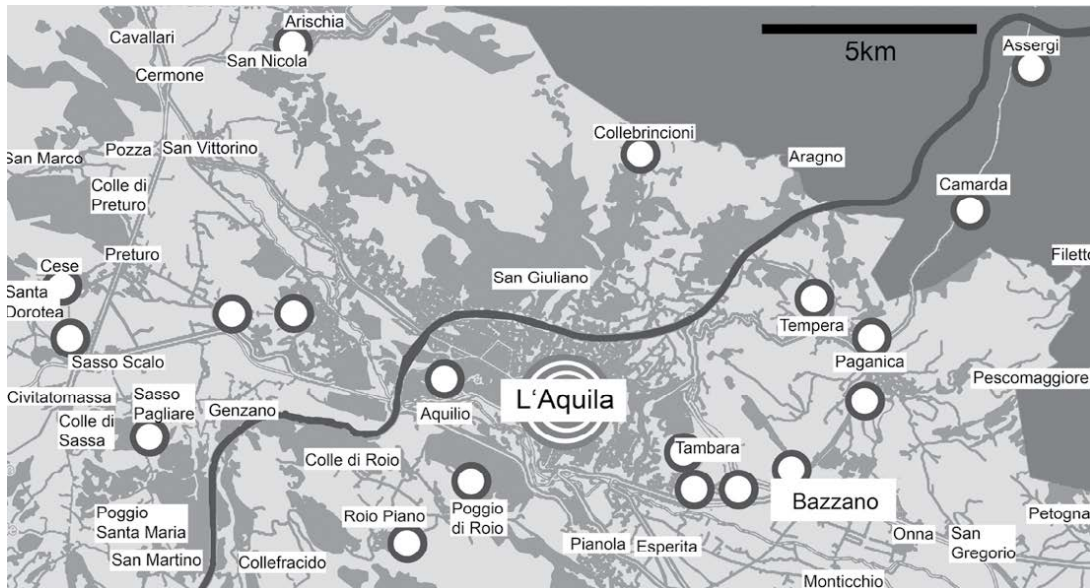 Arischia
Cavallari
San Nicola
Cermone
5km
Assergi
Collebrincioni
Pozza
San Vittorino
San Marco
Aragno
Colle di
Preturo
Camarda
Preturo
Filetto
Cese
San Giuliano
Santa
Dorotea
Tempera
Sasso Scalo
Paganica
Pescomaggiore
Civitatomassa
Sasso
Pagliare
Genzano
Aquilio
L'Aquila
Colle di
Sassa
Tambara
Colle di Roio
Bazzano
Poggio
Santa Maria
Roio Piano
Poggio
di Roio
Petogna
Onna
San
Gregorio
Pianola
Esperita
San Martino
Collefracido
Monticchio